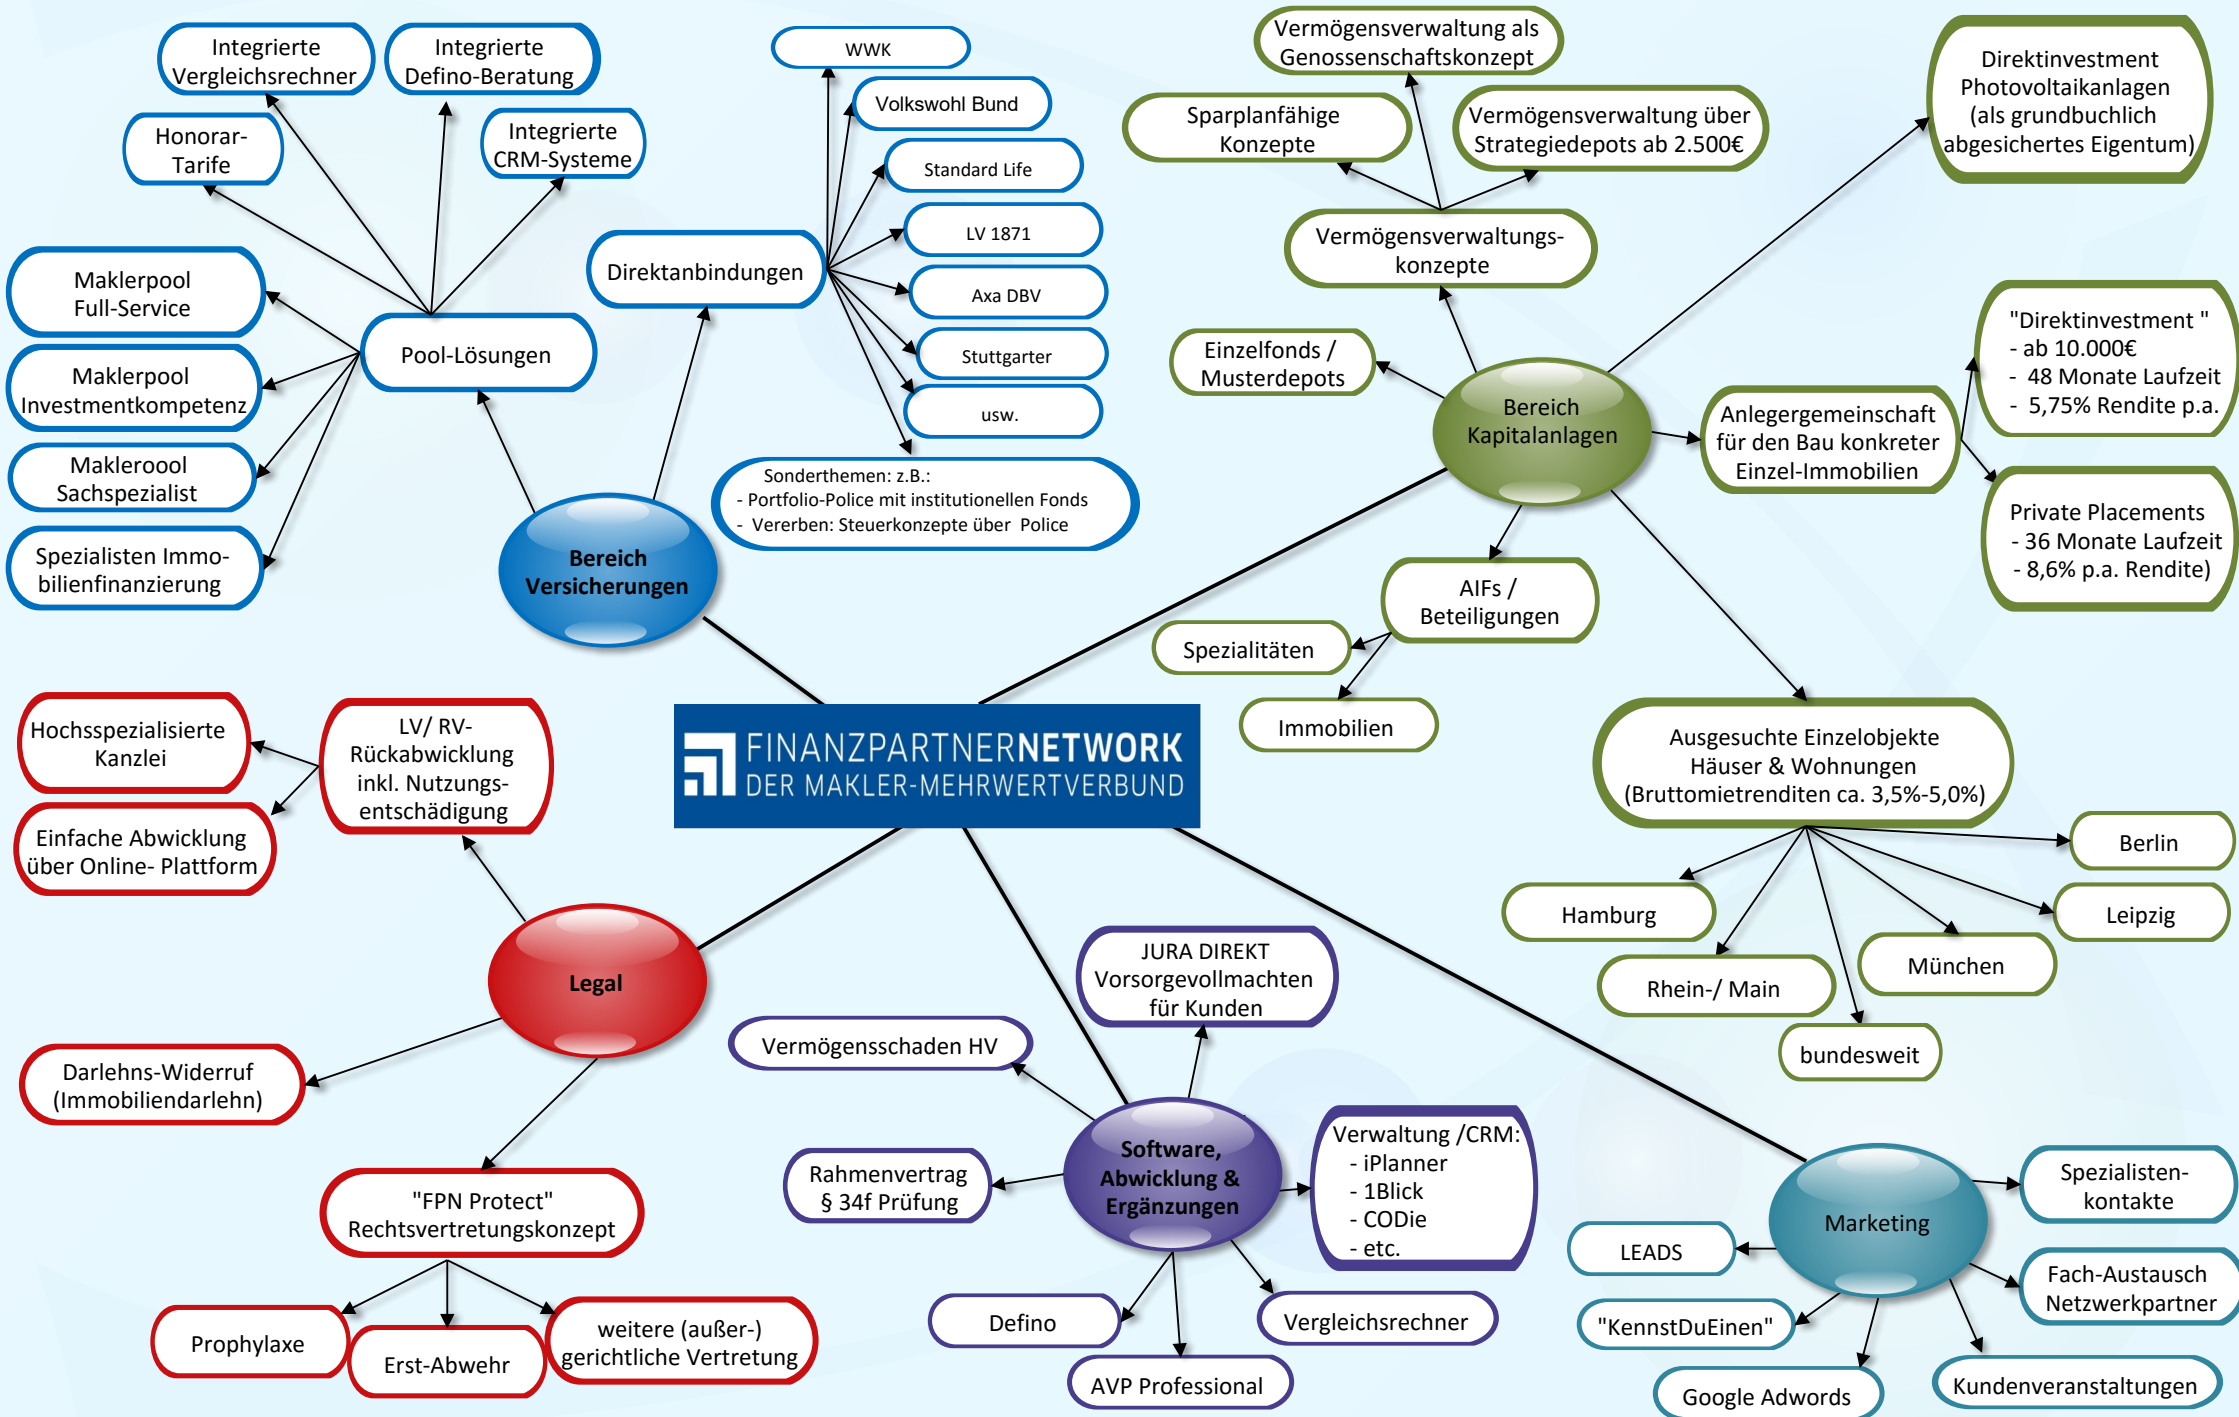 Integrierte
Vergleichsrechner
Integrierte
Defino-Beratung
Honorar-
Tarife
Integrierte
CRM-Systeme
Maklerpool
Full-Service
Maklerpool
Investmentkompetenz
Makleroool
Sachspezialist
Spezialisten Immo-
bilienfinanzierung
Pool-Lösungen
Direktanbindungen
WWK
Volkswohl Bund
Standard Life
LV 1871
Axa DBV
Stuttgarter
usw.
Sonderthemen: z.B.:
- Portfolio-Police mit institutionellen Fonds
- Vererben: Steuerkonzepte über Police
Bereich
Versicherungen
Vermögensverwaltung als
Genossenschaftskonzept
Sparplanfähige
Konzepte
Vermögensverwaltung über
Strategiedepots ab 2.500€
Vermögensverwaltungs-
konzepte
Direktinvestment
Photovoltaikanlagen
(als grundbuchlich
abgesichertes Eigentum)
Einzelfonds /
Musterdepots
Bereich
Kapitalanlagen
Anlegergemeinschaft
für den Bau konkreter
Einzel-Immobilien
"Direktinvestment "
- ab 10.000€
- 48 Monate Laufzeit
- 5,75% Rendite p.a.
Private Placements
- 36 Monate Laufzeit
- 8,6% p.a. Rendite)
AIFs /
Beteiligungen
Spezialitäten
Immobilien
Ausgesuchte Einzelobjekte
Häuser & Wohnungen
(Bruttomietrenditen ca. 3,5%-5,0%)
Berlin
Leipzig
München
bundesweit
Rhein-/ Main
Hamburg
FINANZPARTNERNETWORK
DER MAKLER-MEHRWERTVERBUND
Hochsspezialisierte
Kanzlei
LV/ RV-
Rückabwicklung
inkl. Nutzungs-
entschädigung
Einfache Abwicklung
über Online- Plattform
Legal
Darlehns-Widerruf
(Immobiliendarlehn)
"FPN Protect"
Rechtsvertretungskonzept
Prophylaxe
Erst-Abwehr
weitere (außer-)
gerichtliche Vertretung
JURA DIREKT
Vorsorgevollmachten
für Kunden
Vermögensschaden HV
Rahmenvertrag
§ 34f Prüfung
Software,
Abwicklung &
Ergänzungen
Verwaltung /CRM:
- iPlanner
- 1Blick
- CODie
- etc.
Defino
AVP Professional
Vergleichsrechner
Marketing
Spezialisten-
kontakte
LEADS
Fach-Austausch
Netzwerkpartner
"KennstDuEinen"
Google Adwords
Kundenveranstaltungen